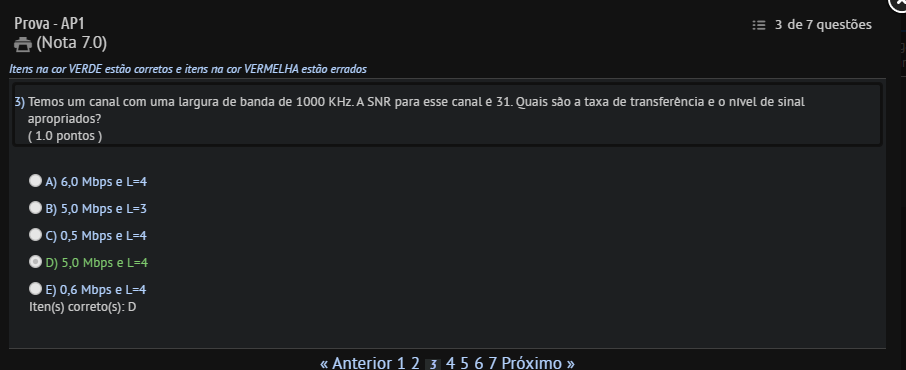 Prova - AP1
3 de 7 questões
(Nota 7.0)
Itens na cor VERDE estão corretos e itens na cor VERMELHA estão errados
3) Temos um canal com uma largura de banda de 1000 KHz. A SNR para esse canal é 31. Quais são a taxa de transferência e o nível de sinal
apropriados?
( 1.0 pontos )
A) 6,0 Mbps e L=4
B) 5,0 Mbps e L=3
C) 0,5 Mbps e L=4
D) 5,0 Mbps e L=4
E) 0,6 Mbps e L=4
Iten(s) correto(s): D
« Anterior 1 2 3 4 5 6 7 Próximo »